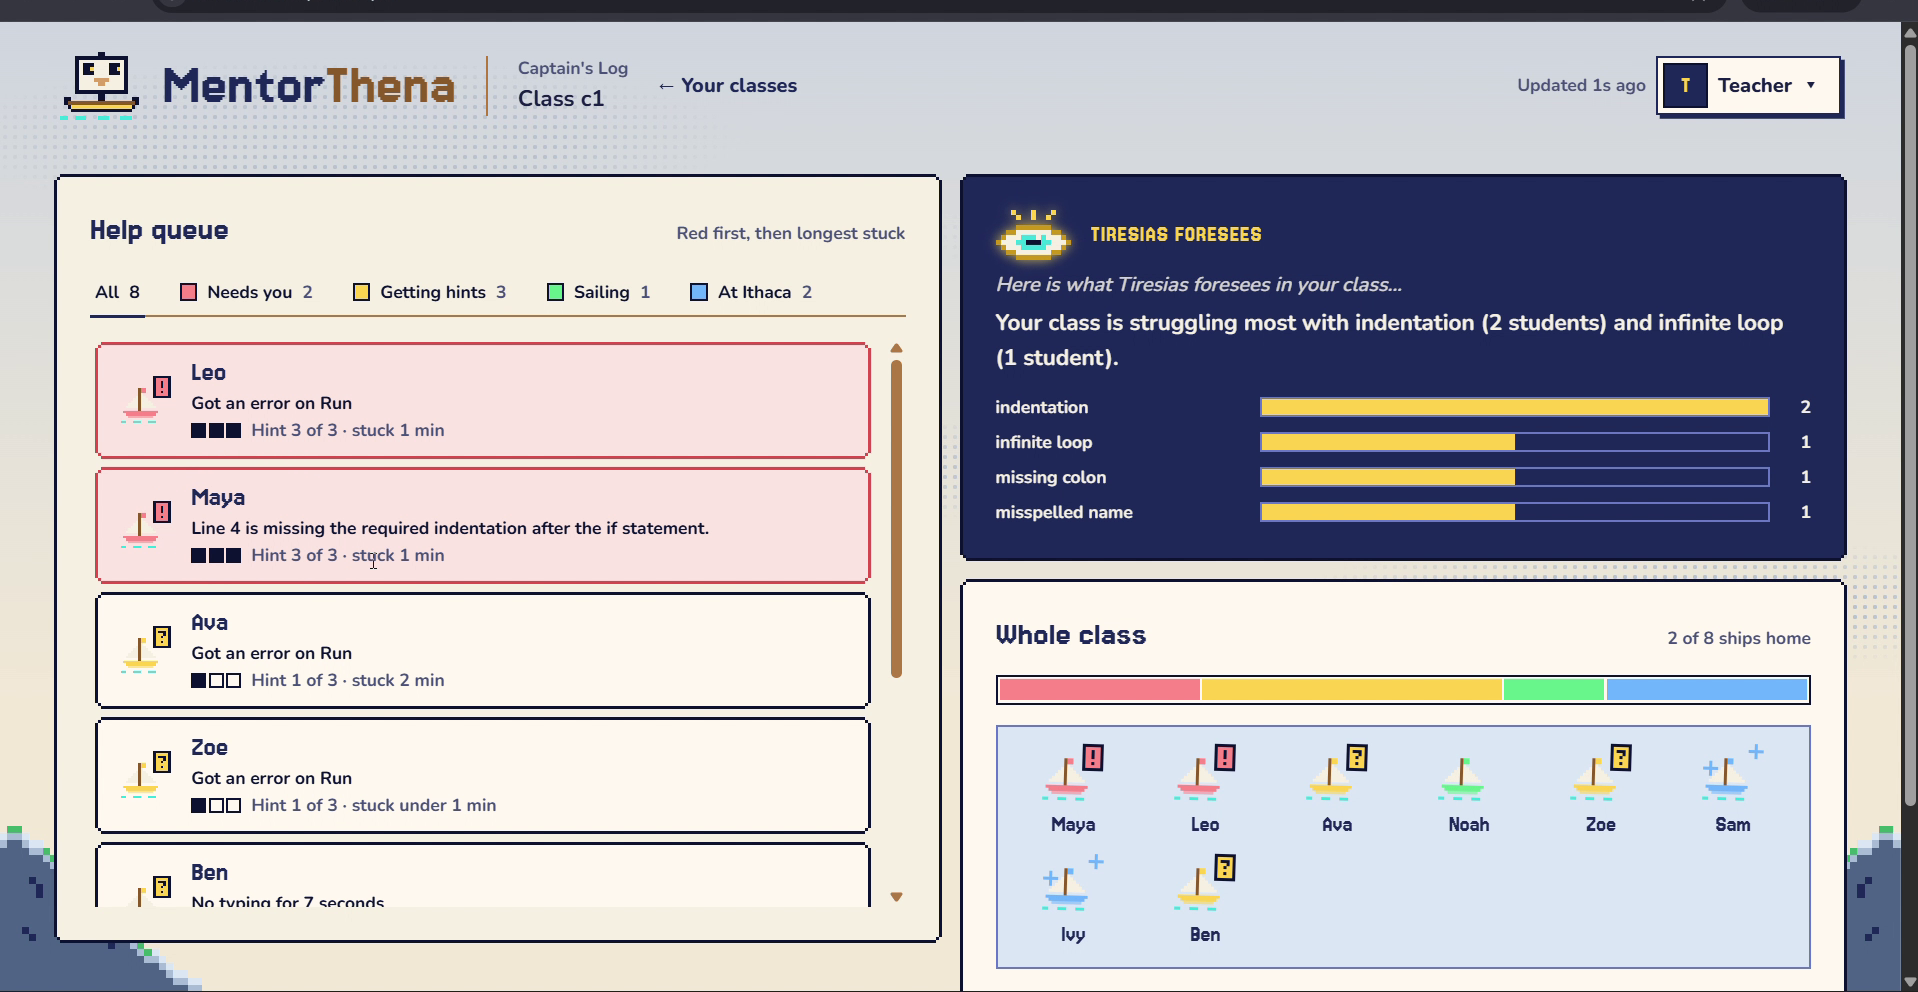 MentorThena
Captain's Log
Class c1
← Your classes
Updated 1s ago
T
Teacher ▼
Help queue
Red first, then longest stuck
All 8
Needs you 2
Getting hints 3
Sailing 1
At Ithaca 2
!
Leo
Got an error on Run
Hint 3 of 3 · stuck 1 min
!
Maya
Line 4 is missing the required indentation after the if statement.
Hint 3 of 3 · stuck 1 min
?
Ava
Got an error on Run
Hint 1 of 3 · stuck 2 min
?
Zoe
Got an error on Run
Hint 1 of 3 · stuck under 1 min
?
Ben
No typing for 7 seconds
TIRESIAS FORESEES
Here is what Tiresias foresees in your class...
Your class is struggling most with indentation (2 students) and infinite loop
(1 student).
indentation 2
infinite loop 1
missing colon 1
misspelled name 1
Whole class
2 of 8 ships home
! ! ? ?
Maya Leo Ava Noah Zoe Sam
?
Ivy Ben